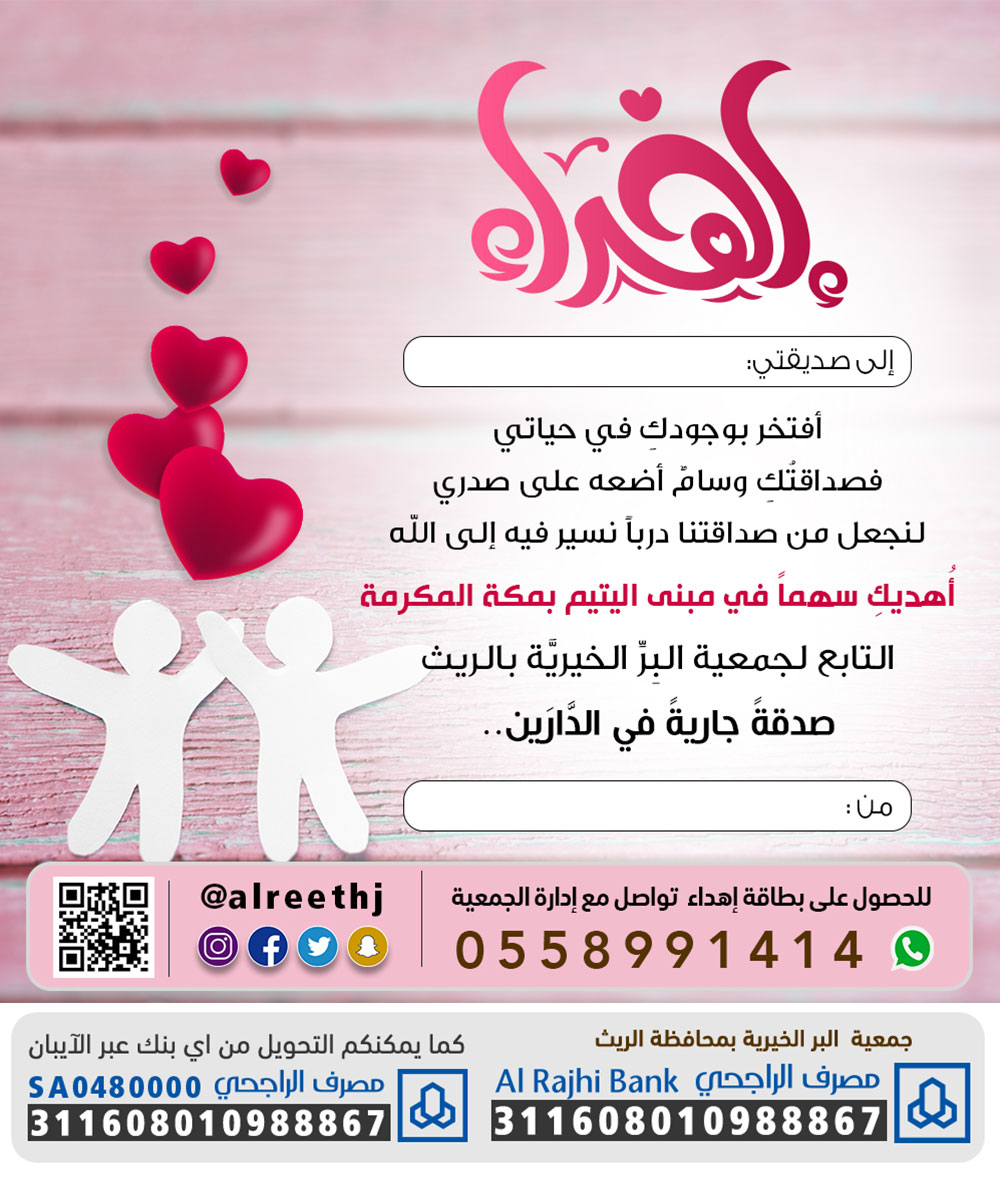 إهداء
إلى صديقتي:
أفتخر بوجودكِ في حياتي
فصداقتُكِ وسامٌ أضعه على صدري
لنجعل من صداقتنا درباً نسير فيه إلى اللّه
أُهديكِ سهماً في مبنى اليتيم بمكة المكرمة
التابع لجمعية البِرِّ الخيريَّة بالريث
صدقةً جاريةً في الدَّارَين..
من :
للحصول على بطاقة إهداء تواصل مع إدارة الجمعية
0558991414
@alreethj
جمعية البر الخيرية بمحافظة الريث
مصرف الراجحي Al Rajhi Bank
311608010988867
كما يمكنكم التحويل من اي بنك عبر الآيبان
مصرف الراجحي SA0480000
311608010988867